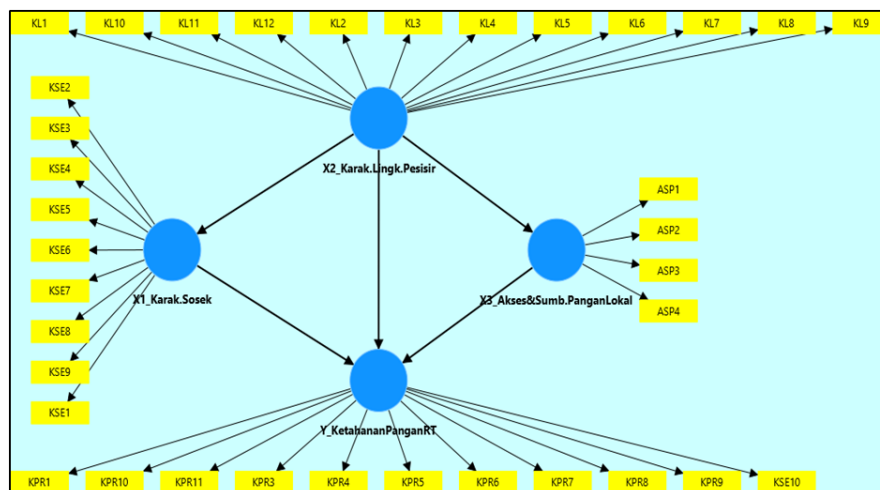 KL1 KL10 KL11 KL12 KL2 KL3 KL4 KL5 KL6 KL7 KL8 KL9
KSE2
KSE3
X2_Karak.Lingk.Pesisir
KSE4
ASP1
KSE5
ASP2
KSE6
ASP3
KSE7
X1_Karak.Sosek
X3_Akses&Sumb.PanganLokal
ASP4
KSE8
KSE9
KSE1
Y_KetahananPanganRT
KPR1 KPR10 KPR11 KPR3 KPR4 KPR5 KPR6 KPR7 KPR8 KPR9 KSE10